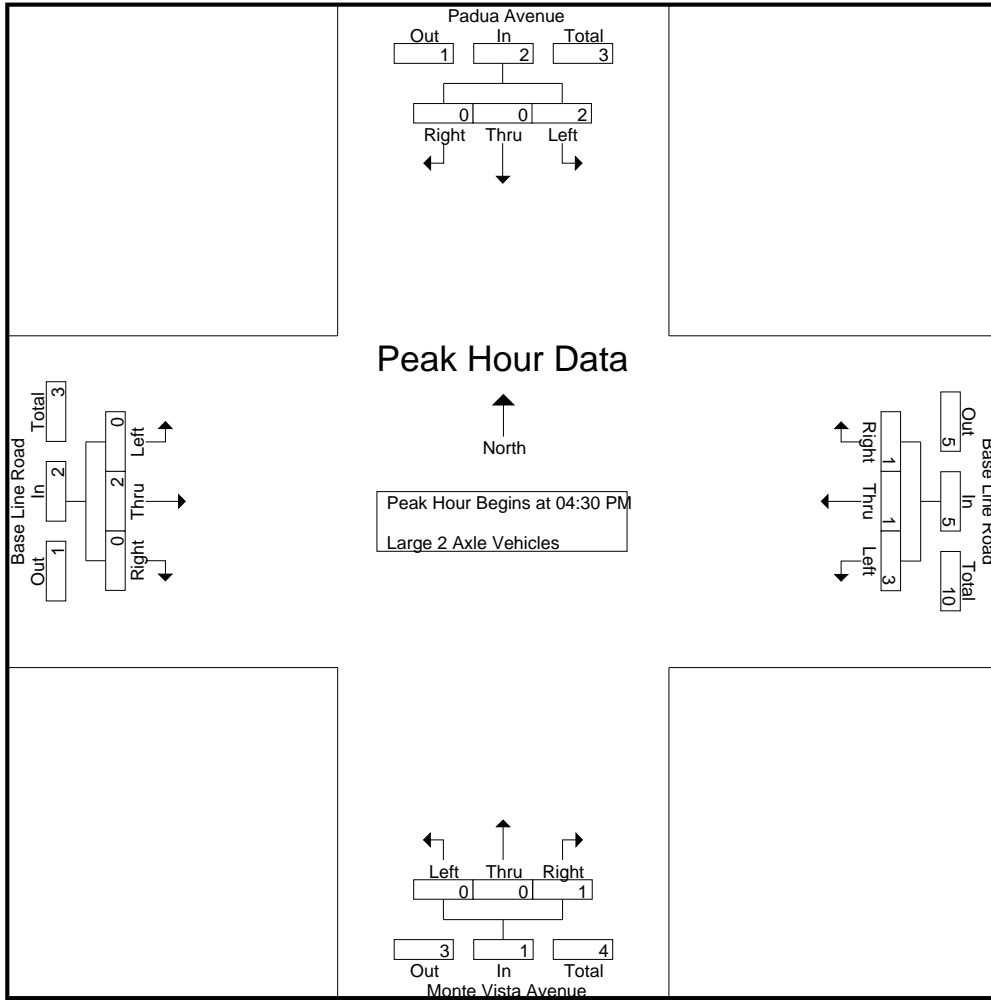 Padua Avenue
Out In Total
1 2 3
0 0 2
Right Thru Left
Peak Hour Data
North
Peak Hour Begins at 04:30 PM
Large 2 Axle Vehicles
Base Line Road
Out In Total
1 2 3
Left Thru Right
0 2 0
Base Line Road
Out In Total
5 5 10
Right Thru Left
1 1 3
Left Thru Right
0 0 1
3 1 4
Out In Total
Monte Vista Avenue